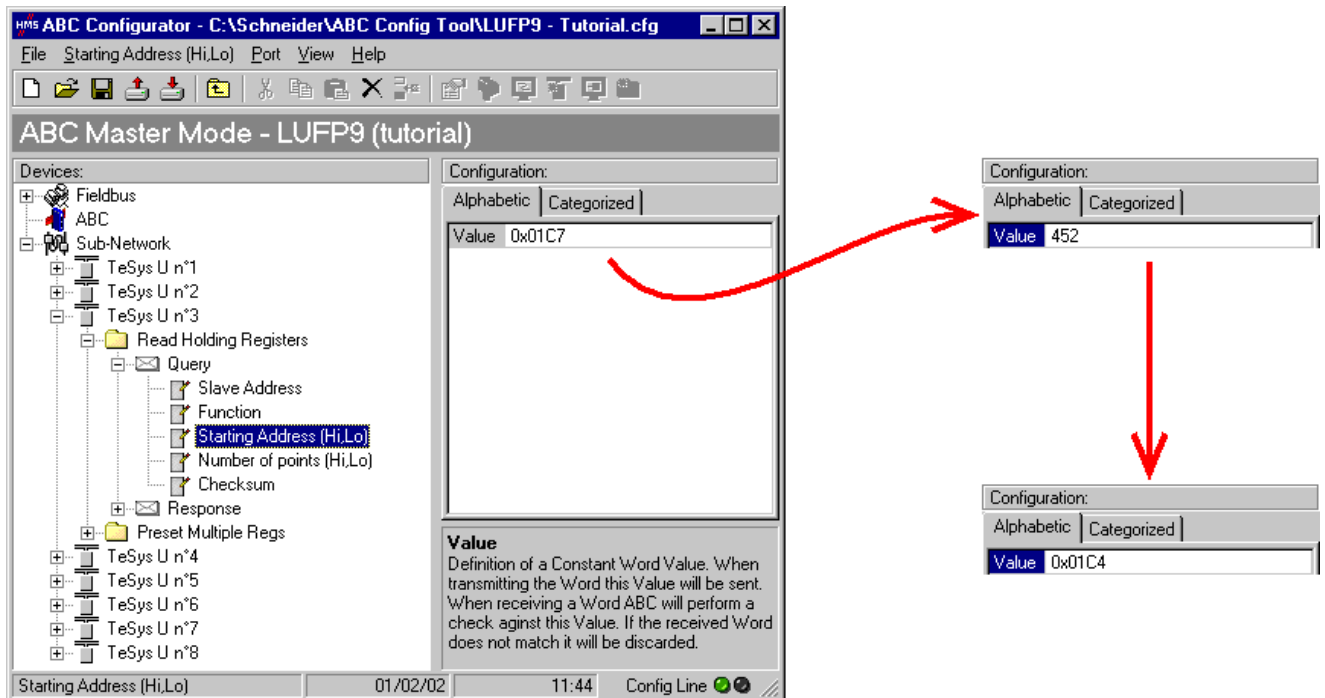 HMS ABC Configurator - C:\Schneider\ABC Config Tool\LUFP9 - Tutorial.cfg
File Starting Address (Hi,Lo) Port View Help
ABC Master Mode - LUFP9 (tutorial)
Devices:
Fieldbus
ABC
Sub-Network
TeSys U n°1
TeSys U n°2
TeSys U n°3
Read Holding Registers
Query
Slave Address
Function
Starting Address (Hi,Lo)
Number of points (Hi,Lo)
Checksum
Response
Preset Multiple Regs
TeSys U n°4
TeSys U n°5
TeSys U n°6
TeSys U n°7
TeSys U n°8
Configuration:
Alphabetic Categorized
Value 0x01C7
Value
Definition of a Constant Word Value. When
transmitting the Word this Value will be sent.
When receiving a Word ABC will perform a
check aginst this Value. If the received Word
does not match it will be discarded.
Starting Address (Hi,Lo) 01/02/02 11:44 Config Line
Configuration:
Alphabetic Categorized
Value 452
Configuration:
Alphabetic Categorized
Value 0x01C4